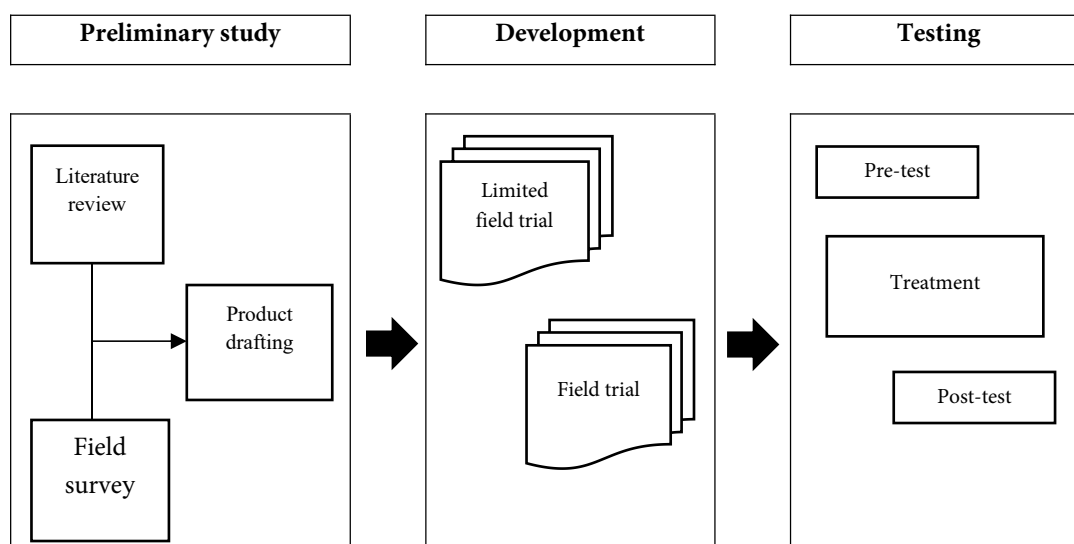 Preliminary study
Development
Testing
Literature
review
Product
drafting
Field
survey
Limited
field trial
Field trial
Pre-test
Treatment
Post-test